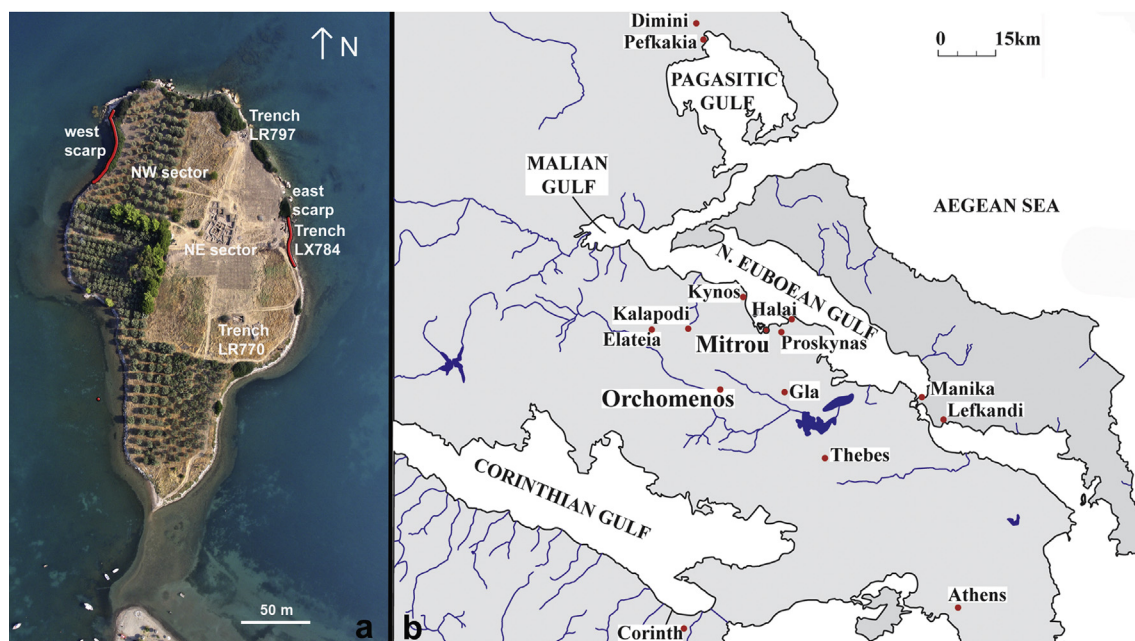 N
Trench
LR797
west
scarp
NW sector
east
scarp
Trench
LX784
NE sector
Trench
LR770
50 m
a
Dimini
Pefkakia
0 15km
PAGASITIC
GULF
MALIAN
GULF
AEGEAN SEA
N. EUBOEAN GULF
Kynos
Halai
Kalapodi
Elateia
Mitrou
Proskynas
Orchomenos
Gla
Manika
Lefkandi
Thebes
CORINTHIAN GULF
Athens
Corinth
b